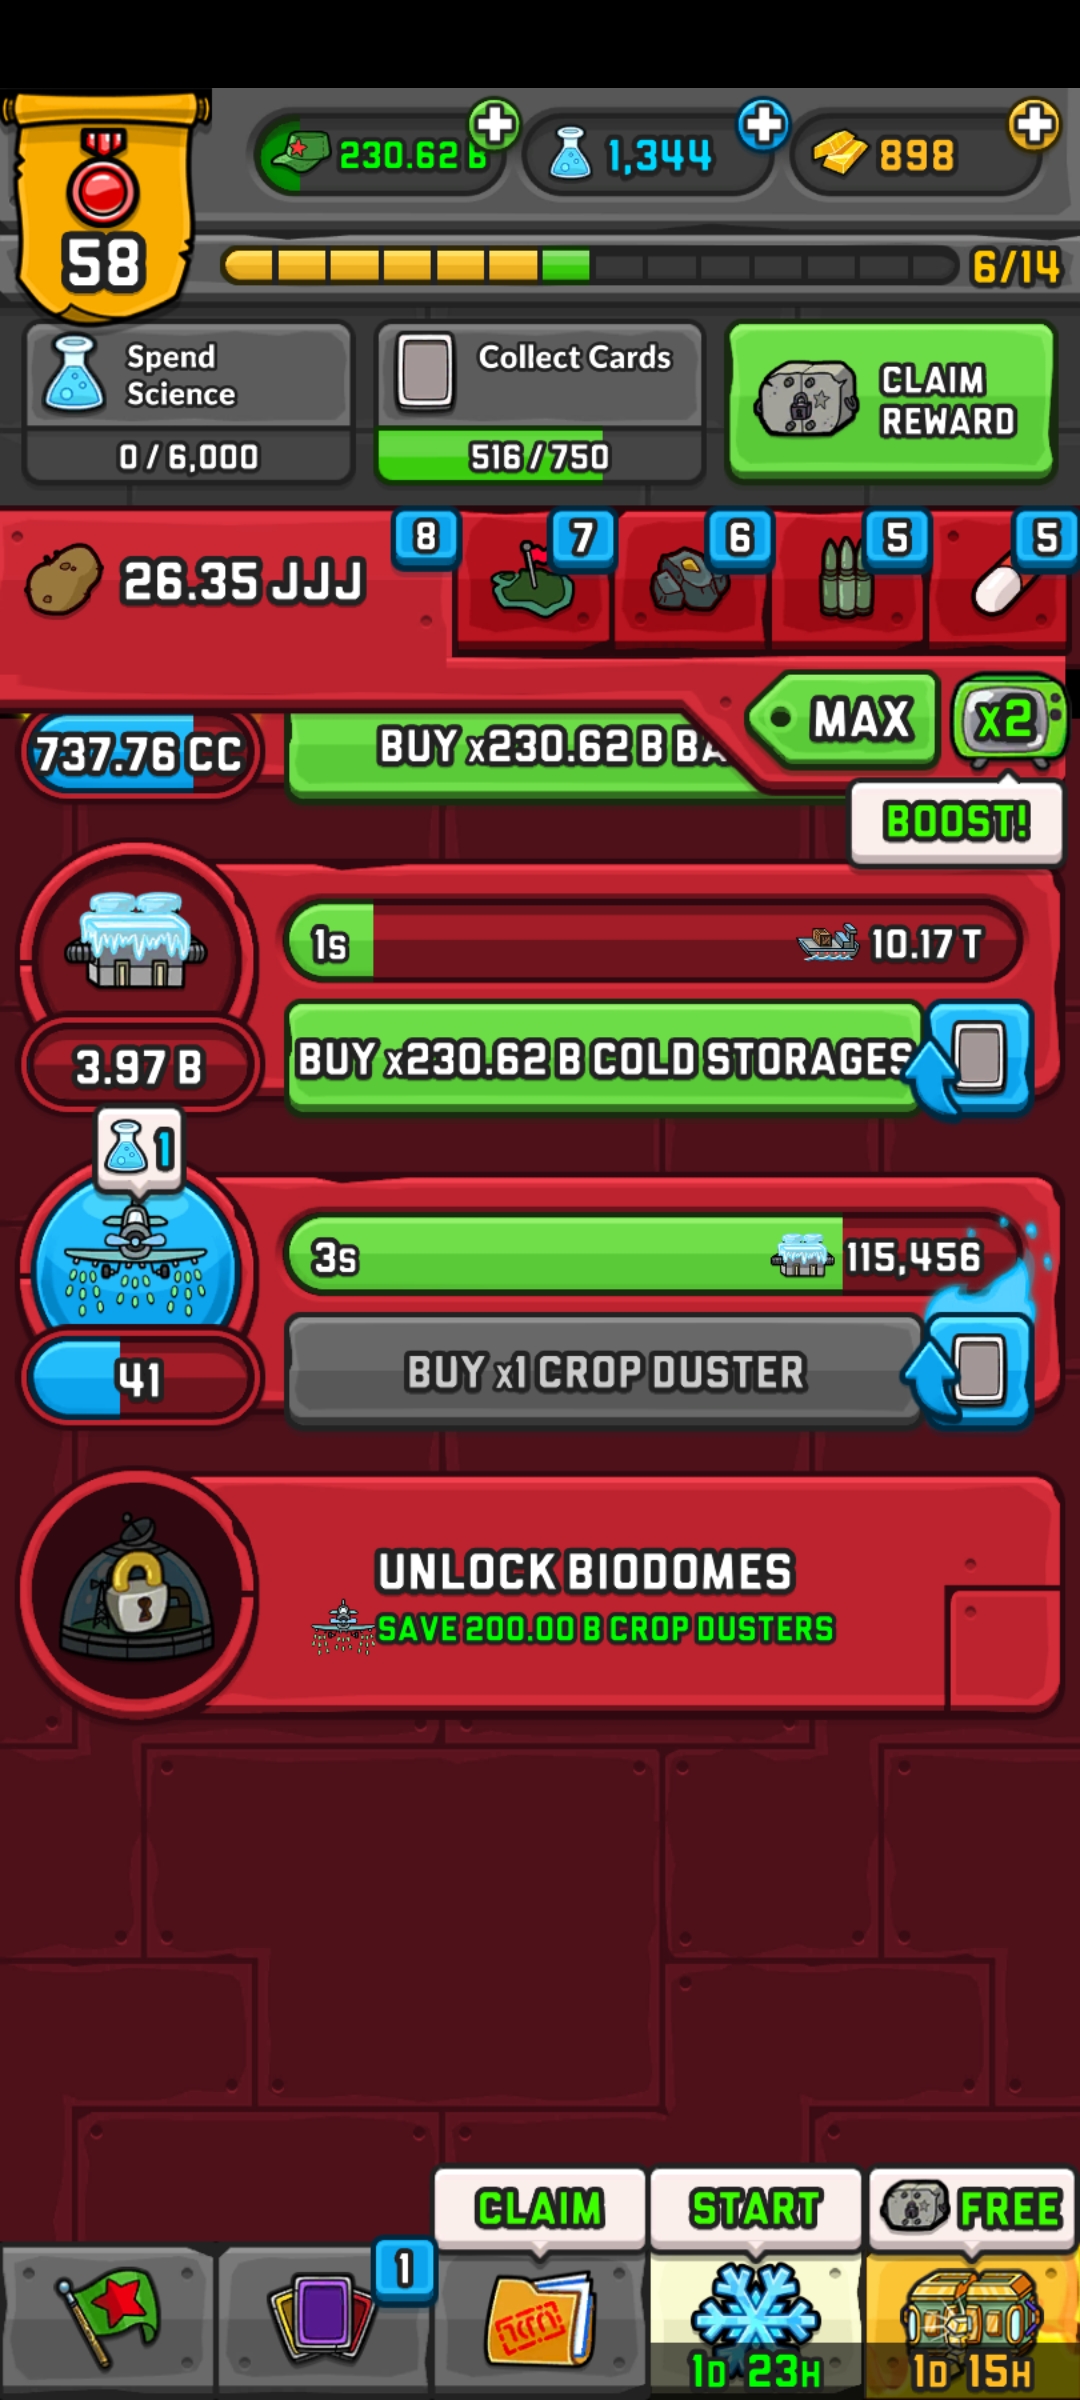 58
230.62 B
1,344
898
6/14
Spend
Science
0 / 6,000
Collect Cards
516 / 750
CLAIM
REWARD
26.35 JJJ
8
7
6
5
5
MAX
x2
BOOST!
737.76 CC
BUY x230.62 B
1s
10.17 T
3.97 B
BUY x230.62 B COLD STORAGES
1
3s
115,456
41
BUY x1 CROP DUSTER
UNLOCK BIODOMES
SAVE 200.00 B CROP DUSTERS
CLAIM
START
FREE
1
1D 23H
1D 15H